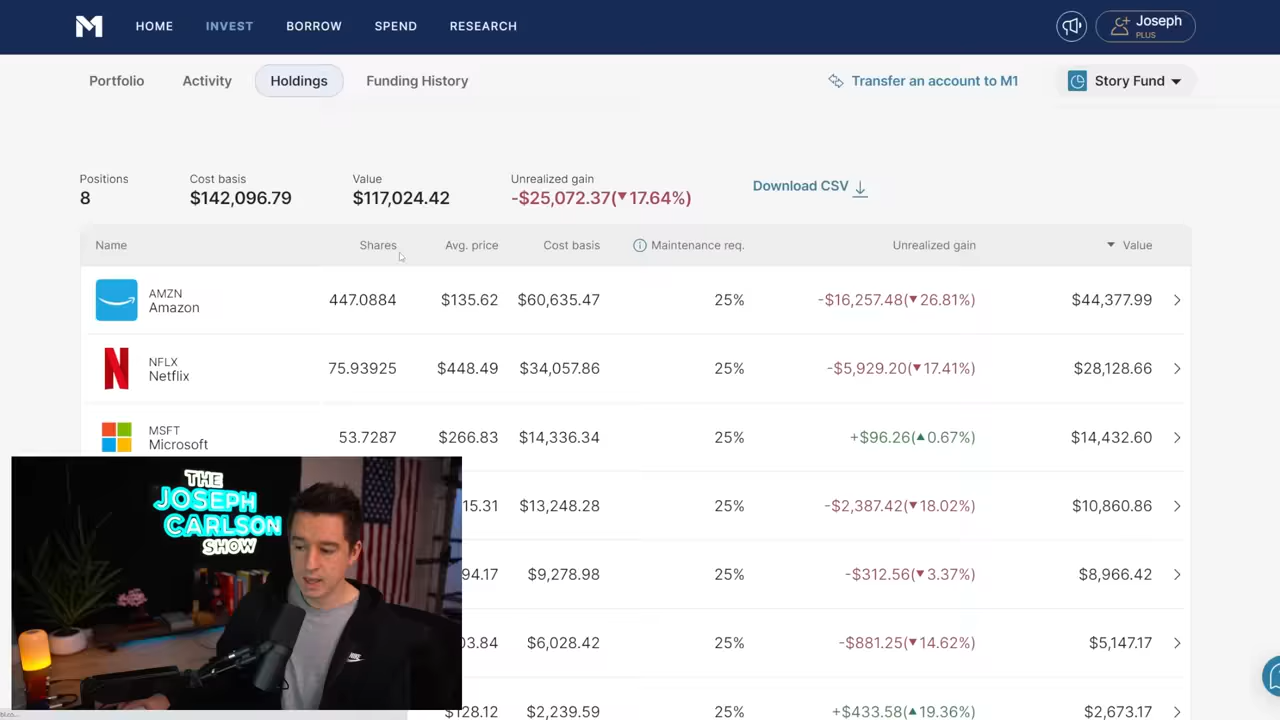 HOME INVEST BORROW SPEND RESEARCH Joseph
PLUS
Portfolio Activity Holdings Funding History Transfer an account to M1 Story Fund
Positions Cost basis Value Unrealized gain
8 $142,096.79 $117,024.42 -$25,072.37(▼17.64%) Download CSV
Name Shares Avg. price Cost basis Maintenance req. Unrealized gain Value
AMZN
Amazon 447.0884 $135.62 $60,635.47 25% -$16,257.48(▼26.81%) $44,377.99
NFLX
Netflix 75.93925 $448.49 $34,057.86 25% -$5,929.20(▼17.41%) $28,128.66
MSFT
Microsoft 53.7287 $266.83 $14,336.34 25% +$96.26(▲0.67%) $14,432.60
15.31 $13,248.28 25% -$2,387.42(▼18.02%) $10,860.86
94.17 $9,278.98 25% -$312.56(▼3.37%) $8,966.42
03.84 $6,028.42 25% -$881.25(▼14.62%) $5,147.17
$128.12 $2,239.59 25% +$433.58(▲19.36%) $2,673.17
THE
JOSEPH
CARLSON
SHOW